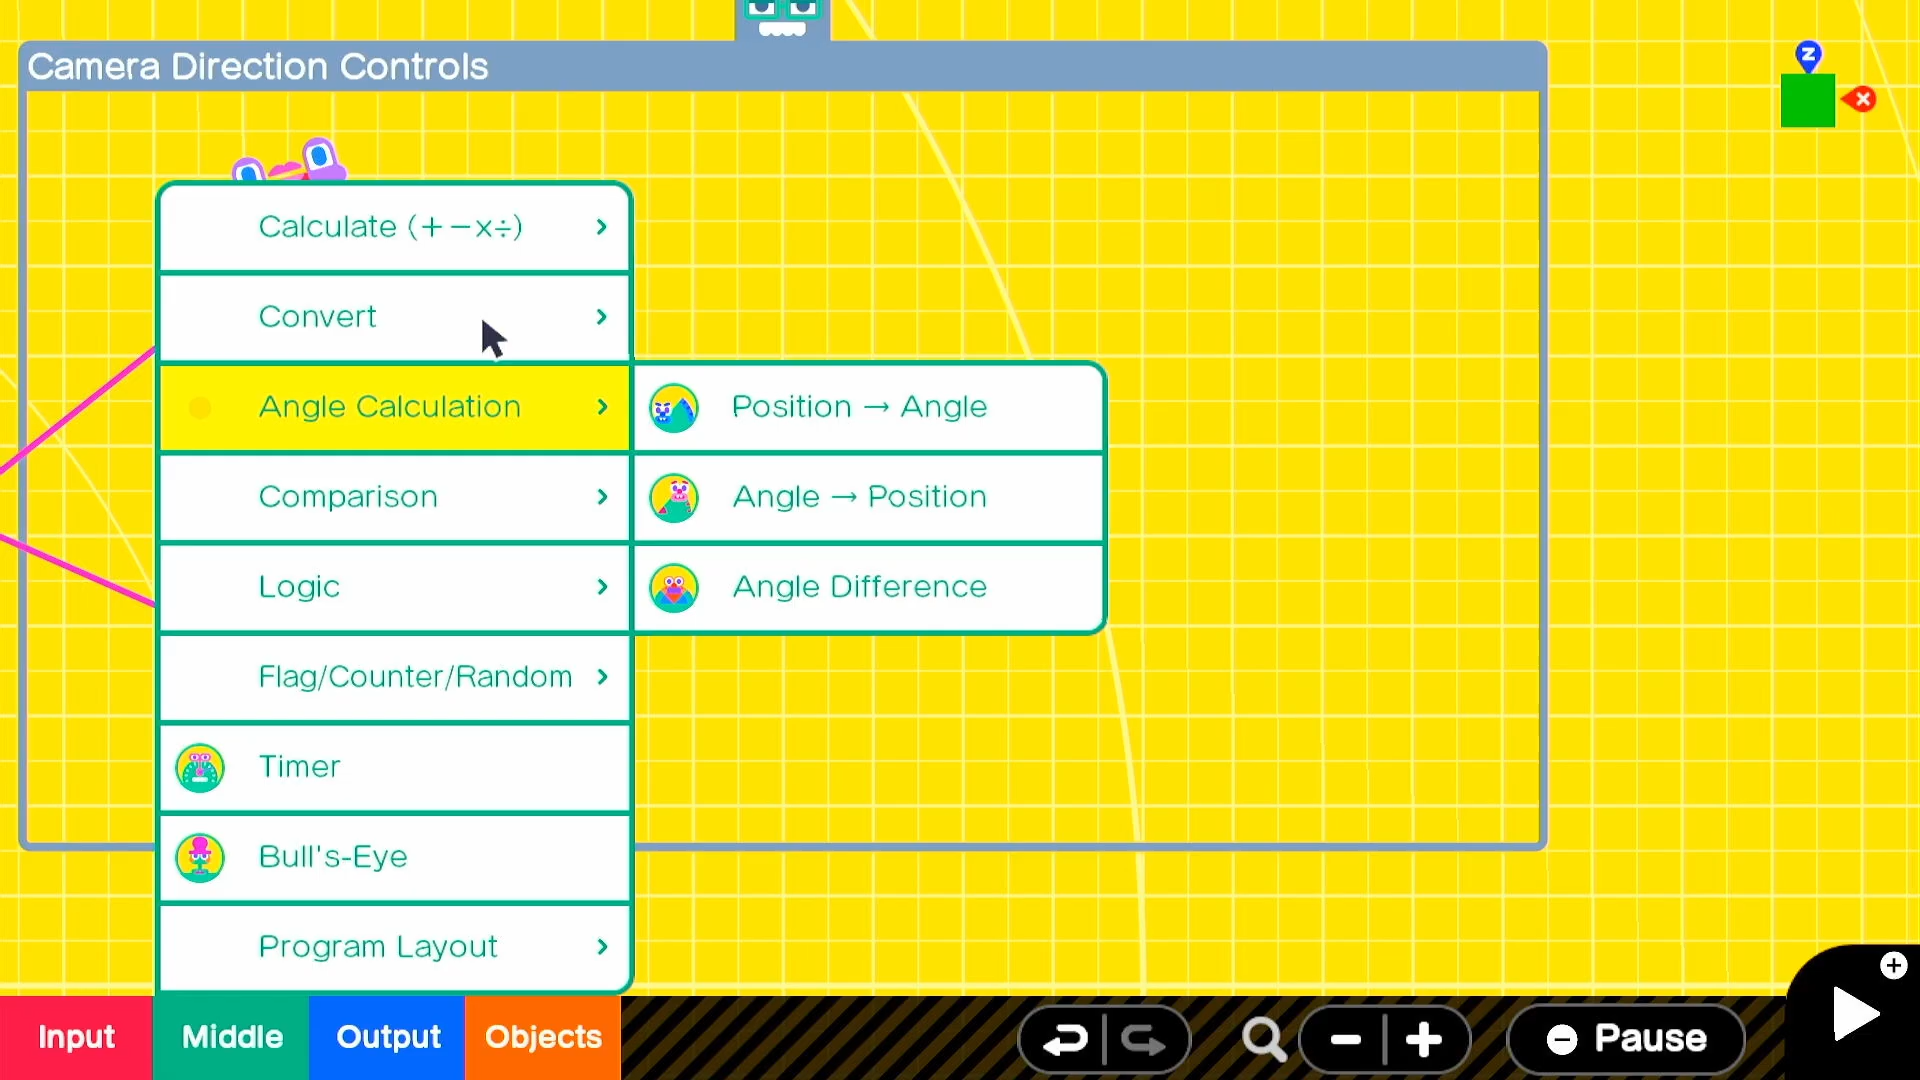 Camera Direction Controls
Z
X
Calculate (+−x÷)
Convert
Angle Calculation
Position → Angle
Comparison
Angle → Position
Logic
Angle Difference
Flag/Counter/Random
Timer
Bull's-Eye
Program Layout
Input
Middle
Output
Objects
Pause